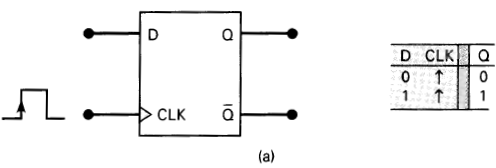 D Q
CLK Q̄
D CLK Q
0 ↑ 0
1 ↑ 1
(a)